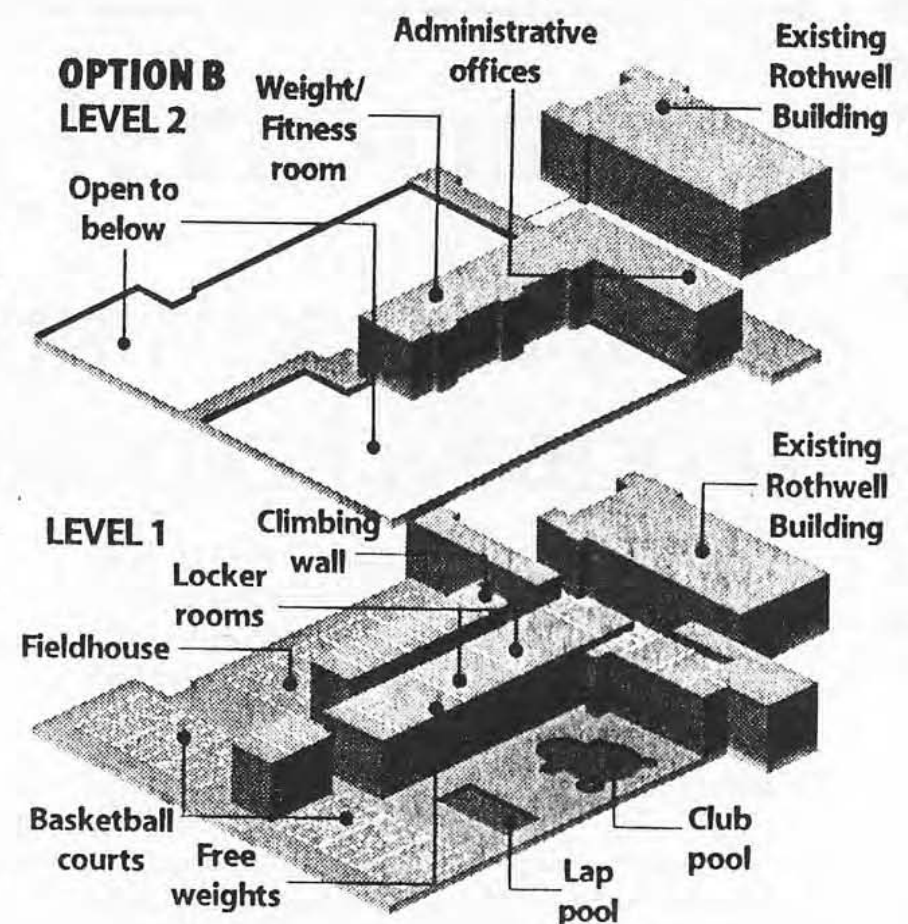 OPTION B
LEVEL 2
Administrative
offices
Existing
Rothwell
Building
Weight/
Fitness
room
Open to
below
LEVEL 1
Climbing
wall
Existing
Rothwell
Building
Locker
rooms
Fieldhouse
Basketball
courts
Free
weights
Lap
pool
Club
pool